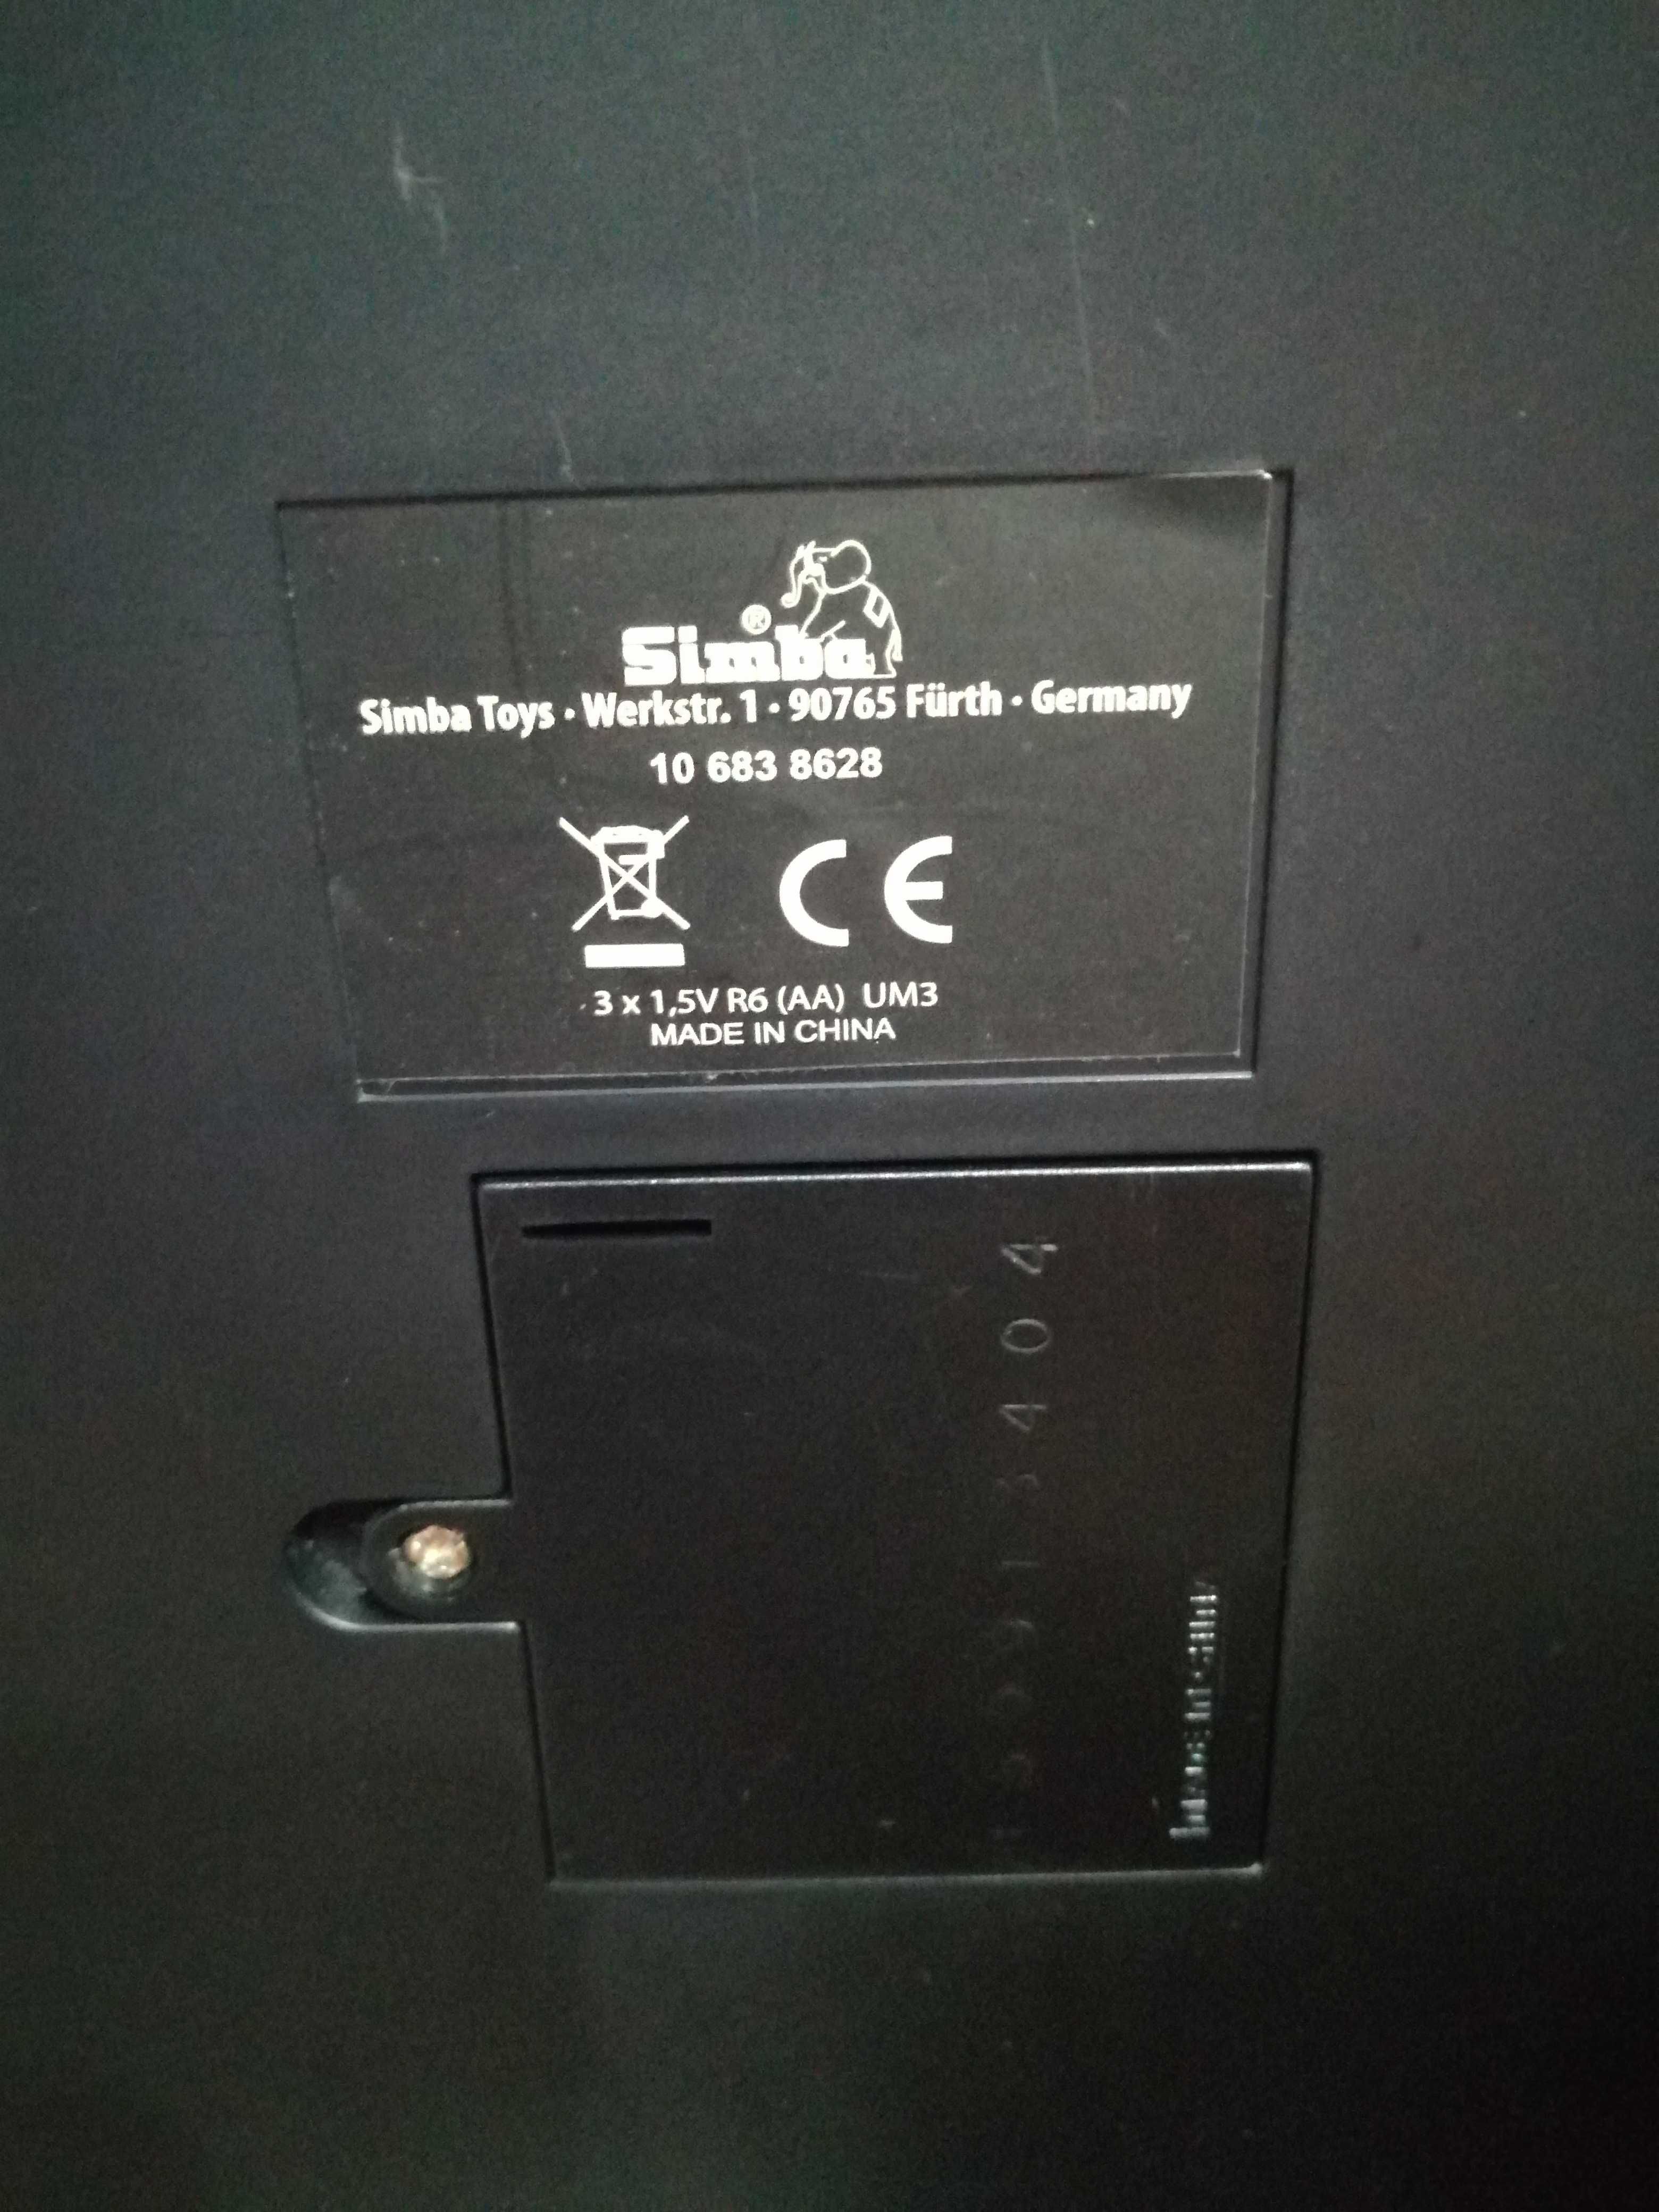 Simba®
Simba Toys • Werkstr. 1 • 90765 Fürth • Germany
10 683 8628
CE
3 x 1,5V R6 (AA) UM3
MADE IN CHINA